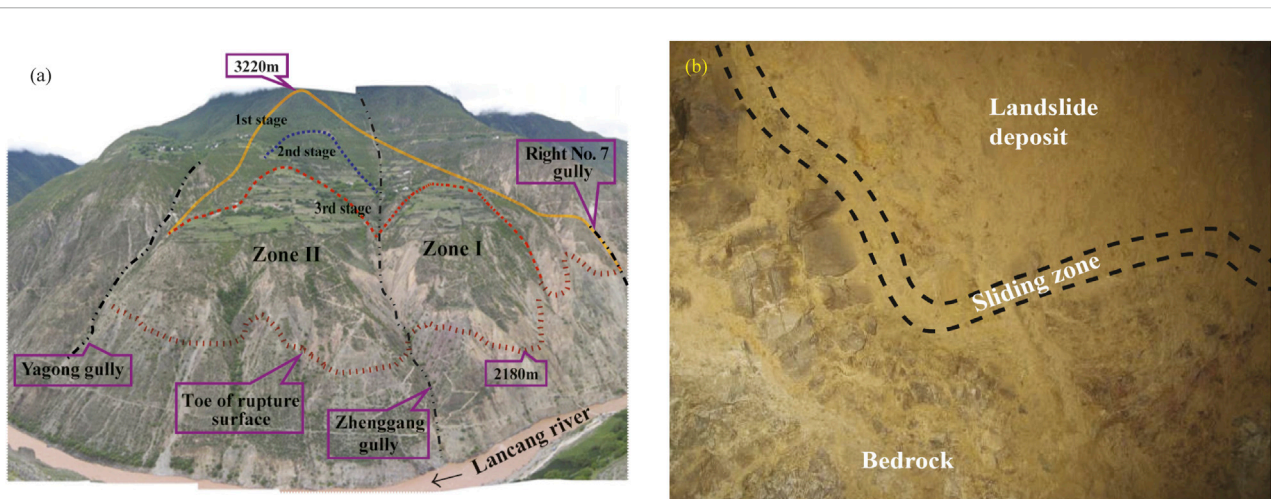 (a)
3220m
1st stage
2nd stage
Right No. 7
gully
3rd stage
Zone II
Zone I
Yagong gully
Toe of rupture
surface
2180m
Zhenggang
gully
Lancang river
(b)
Landslide
deposit
Sliding zone
Bedrock